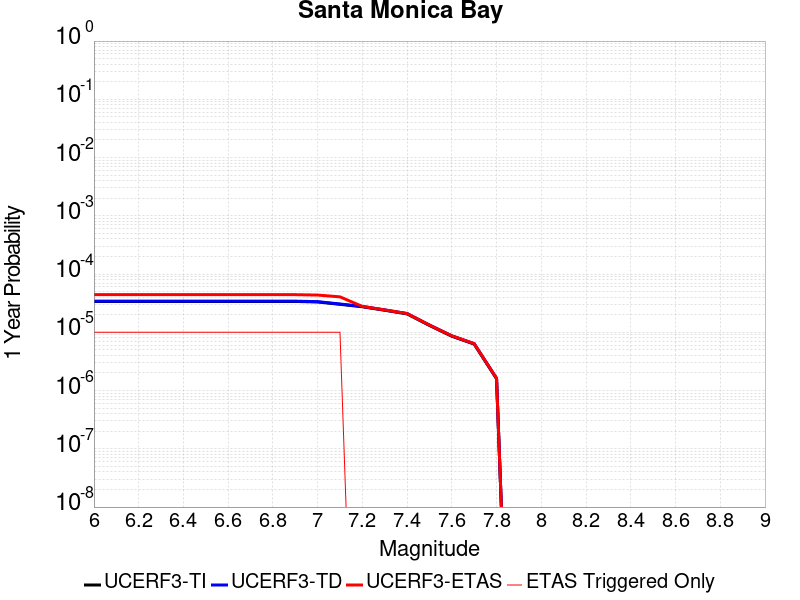 Santa Monica Bay
10^0
10^-1
10^-2
10^-3
10^-4
10^-5
10^-6
10^-7
10^-8
1 Year Probability
6 6.2 6.4 6.6 6.8 7 7.2 7.4 7.6 7.8 8 8.2 8.4 8.6 8.8 9
Magnitude
UCERF3-TI UCERF3-TD UCERF3-ETAS ETAS Triggered Only